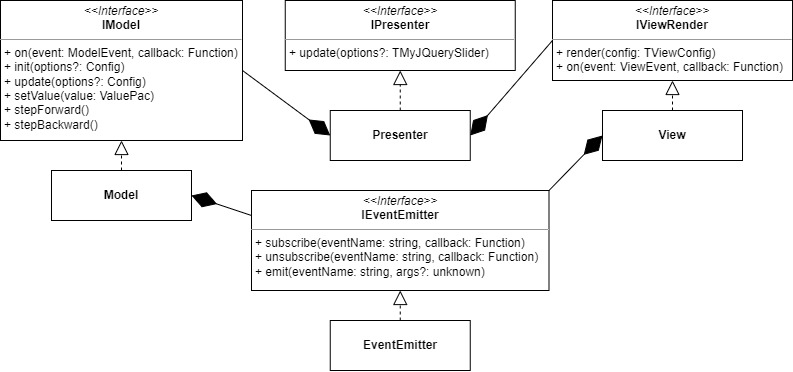 <<Interface>>
IModel
+ on(event: ModelEvent, callback: Function)
+ init(options?: Config)
+ update(options?: Config)
+ setValue(value: ValuePac)
+ stepForward()
+ stepBackward()
<<Interface>>
IPresenter
+ update(options?: TMyJQuerySlider)
<<Interface>>
IViewRender
+ render(config: TViewConfig)
+ on(event: ViewEvent, callback: Function)
Presenter
View
Model
<<Interface>>
IEventEmitter
+ subscribe(eventName: string, callback: Function)
+ unsubscribe(eventName: string, callback: Function)
+ emit(eventName: string, args?: unknown)
EventEmitter